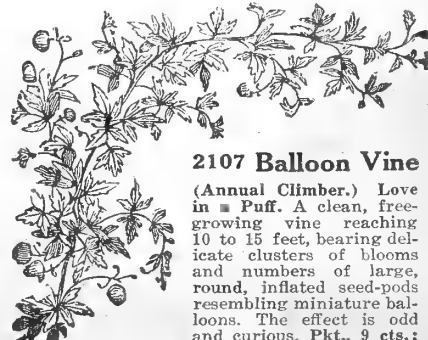 2107 Balloon Vine
(Annual Climber.) Love
in a Puff. A clean, free-
growing vine reaching
10 to 15 feet, bearing del-
icate clusters of blooms
and numbers of large,
round, inflated seed-pods
resembling miniature bal-
loons. The effect is odd
and curious. Pkt., 9 cts.;